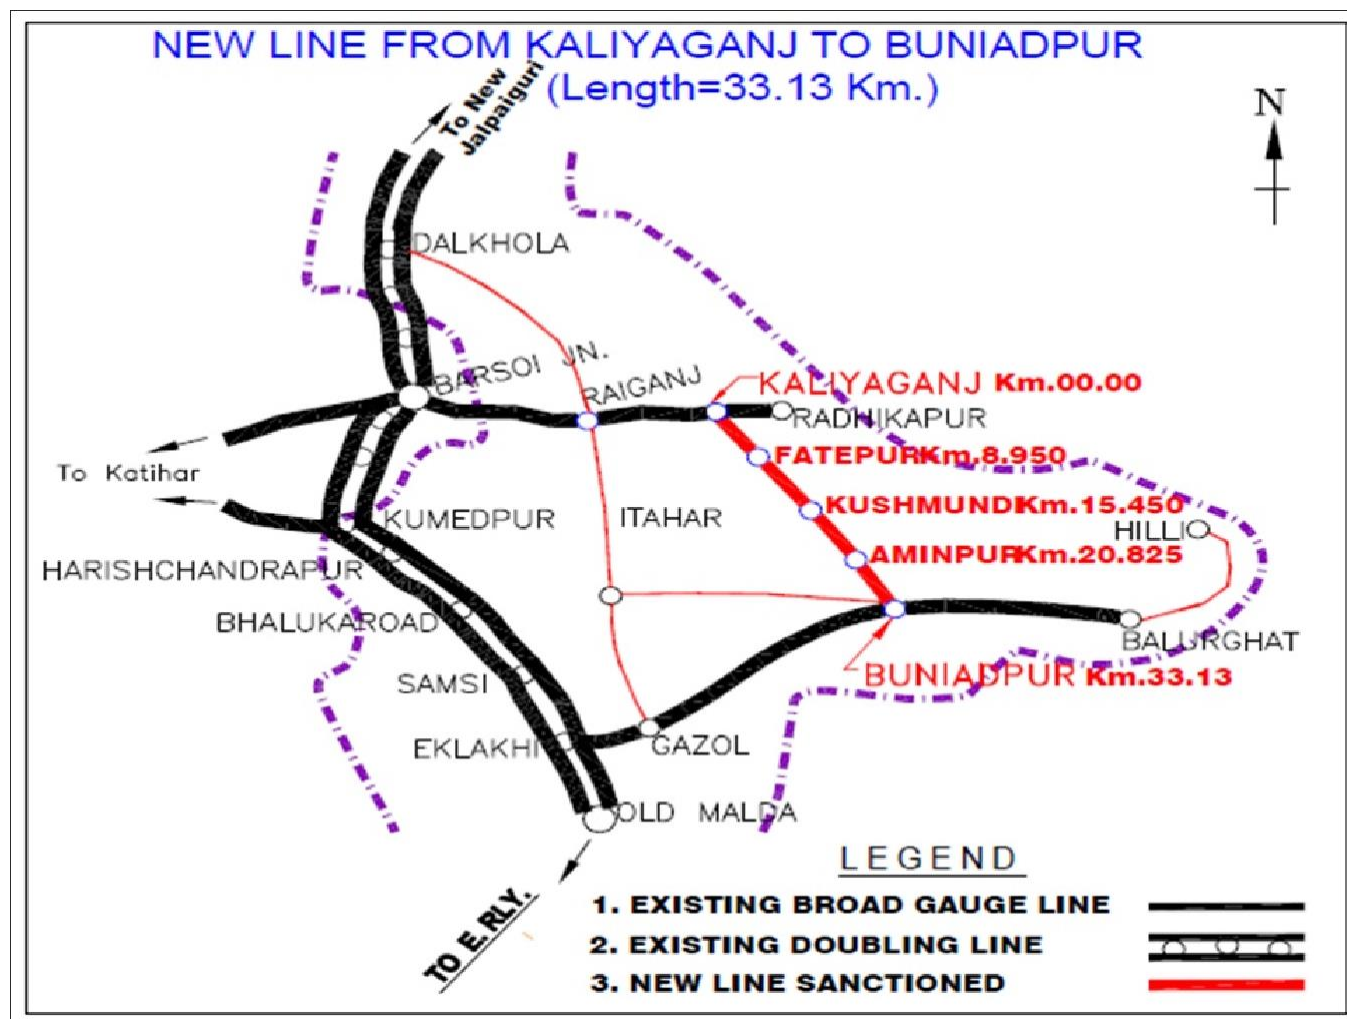 NEW LINE FROM KALIYAGANJ TO BUNIADPUR
(Length=33.13 Km.)
To New
Jalpaiguri
N
DALKHOLA
BARSOI JN.
RAIGANJ
KALIYAGANJ Km.00.00
RADHIKAPUR
FATEPUR Km.8.950
To Katihar
KUSHMUNDI Km.15.450
KUMEDPUR
ITAHAR
HILLI
AMINPUR Km.20.825
HARISHCHANDRAPUR
BHALUKAROAD
BALURGHAT
BUNIADPUR Km.33.13
SAMSI
EKLAKHI
GAZOL
OLD MALDA
TO E. RLY.
LEGEND
1. EXISTING BROAD GAUGE LINE
2. EXISTING DOUBLING LINE
3. NEW LINE SANCTIONED